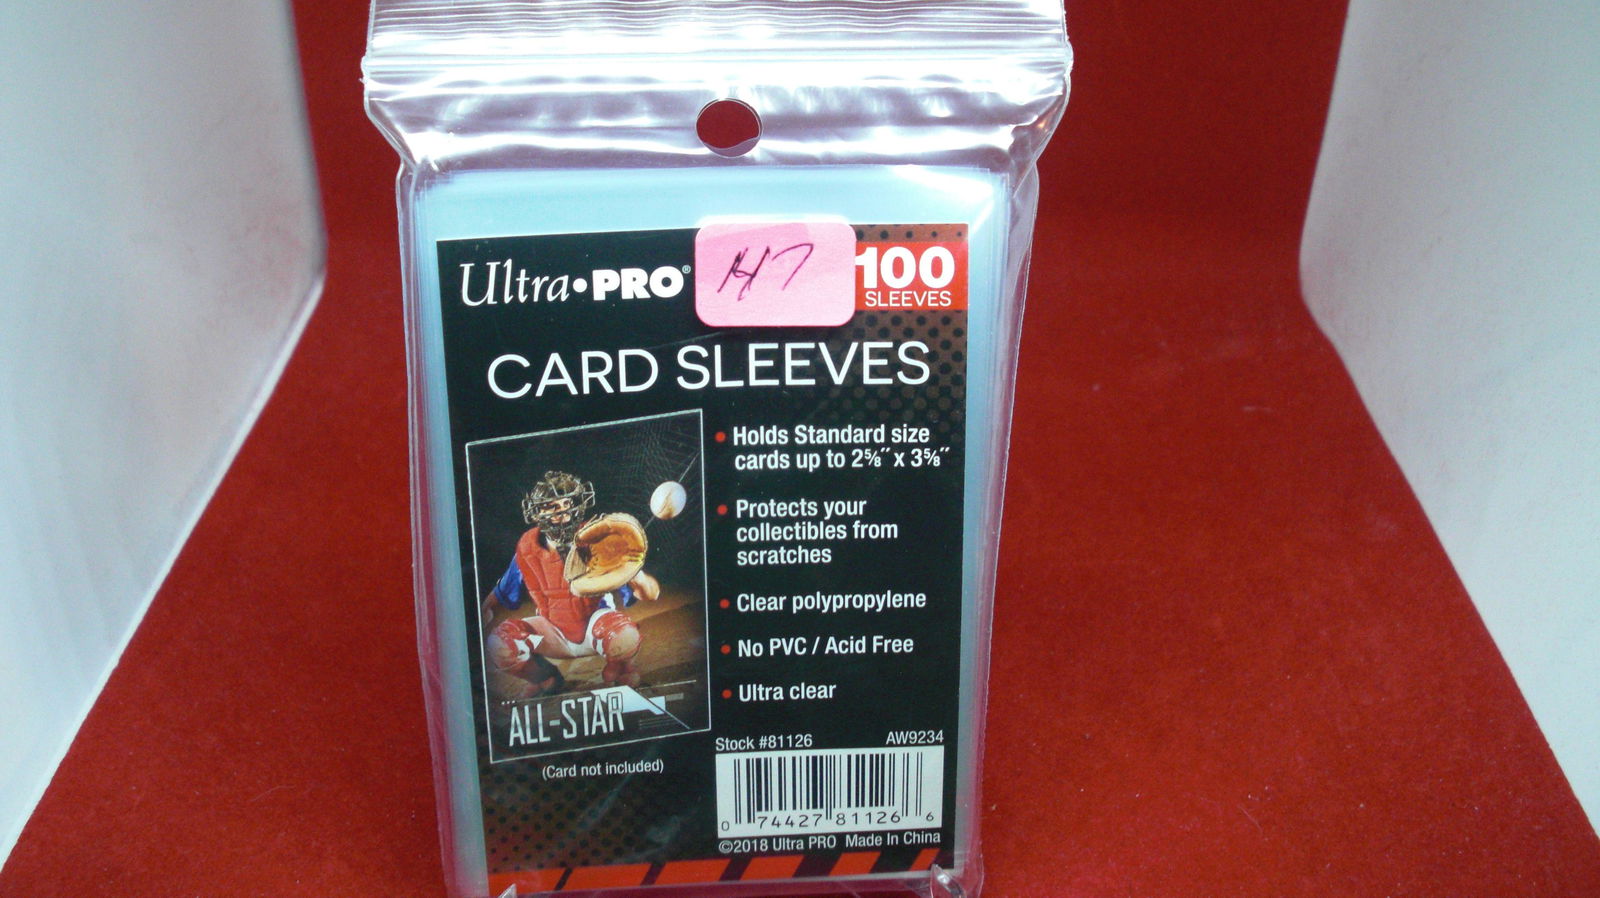 Ultra•PRO®
100
SLEEVES
CARD SLEEVES
• Holds Standard size
cards up to 2⅝″ x 3⅝″
• Protects your
collectibles from
scratches
• Clear polypropylene
• No PVC / Acid Free
• Ultra clear
ALL-STAR
(Card not included)
Stock #81126 AW9234
0 74427 81126 6
©2018 Ultra PRO Made In China